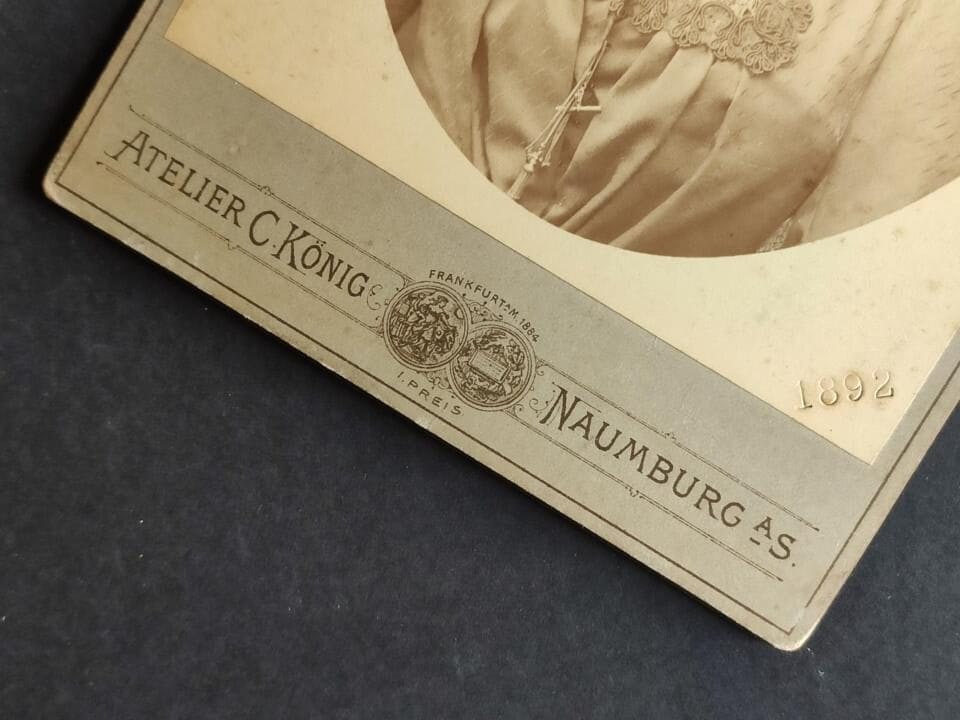 1892
ATELIER C. KÖNIG
FRANKFURT A/M. 1884
I. PREIS
NAUMBURG A/S.